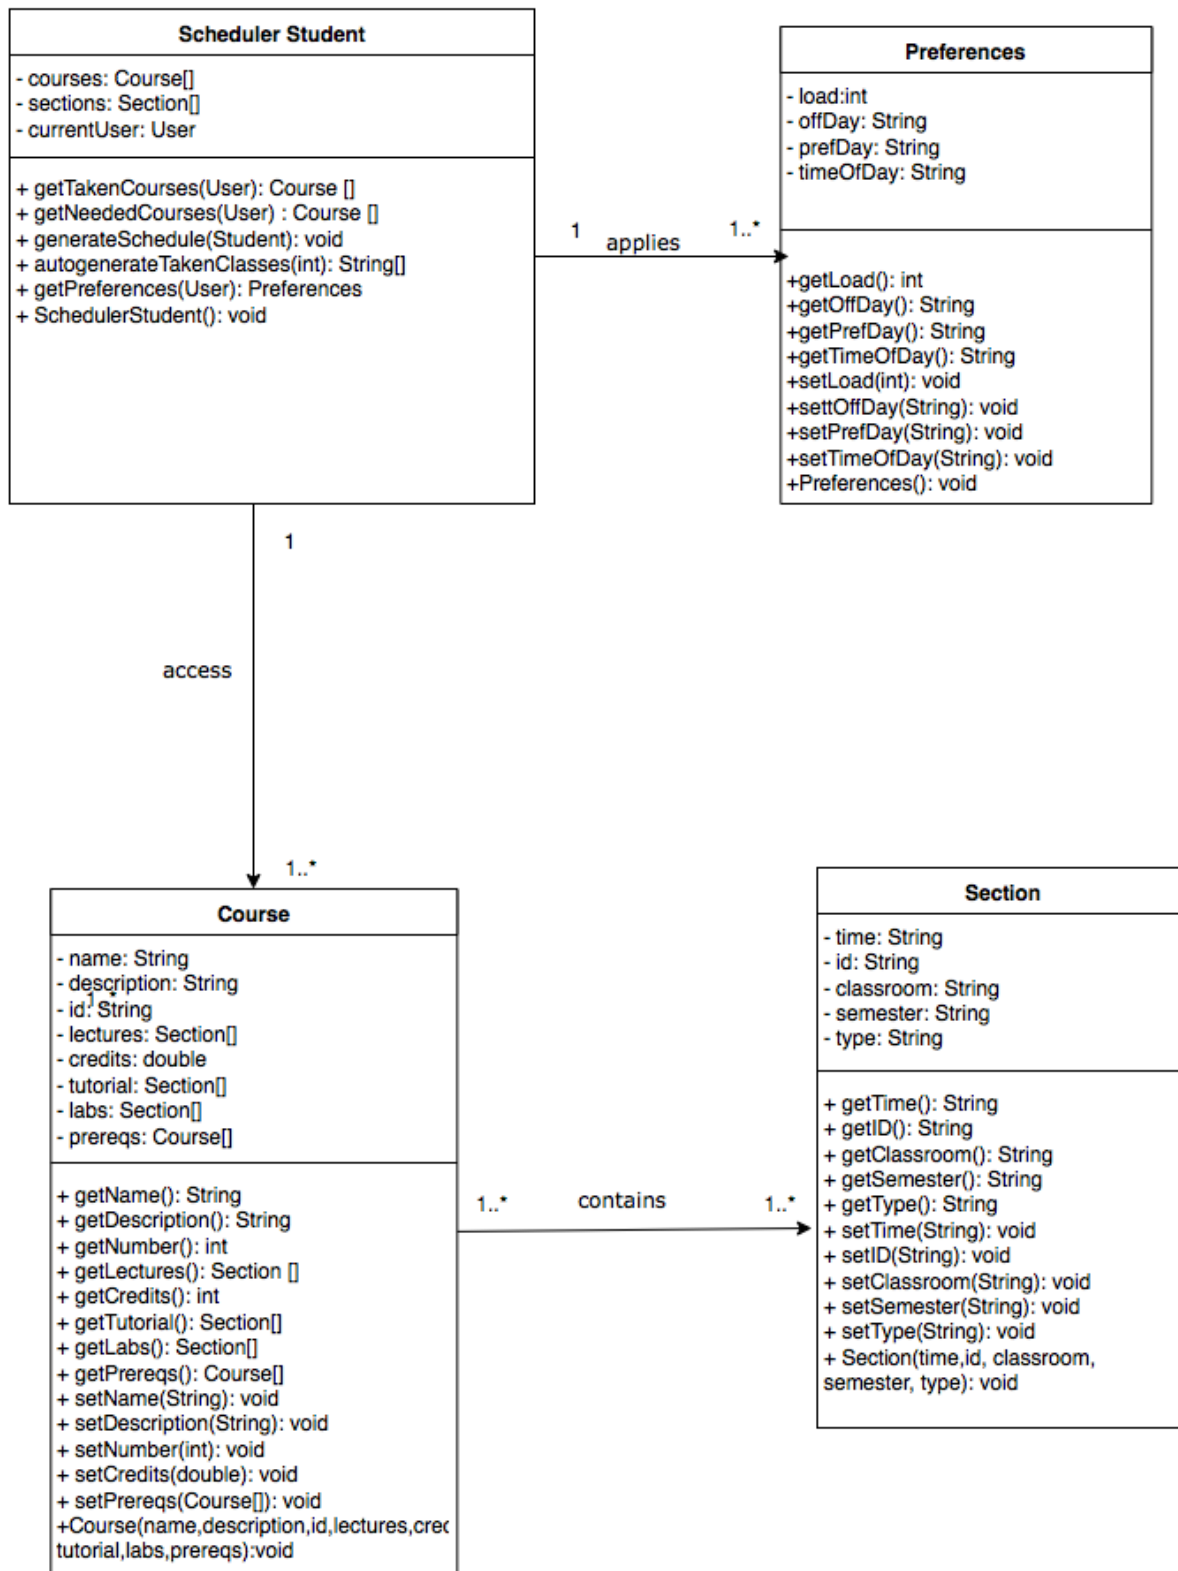 Scheduler Student
- courses: Course[]
- sections: Section[]
- currentUser: User
+ getTakenCourses(User): Course []
+ getNeededCourses(User) : Course []
+ generateSchedule(Student): void
+ autogenerateTakenClasses(int): String[]
+ getPreferences(User): Preferences
+ SchedulerStudent(): void
1
applies
1..*
Preferences
- load:int
- offDay: String
- prefDay: String
- timeOfDay: String
+getLoad(): int
+getOffDay(): String
+getPrefDay(): String
+getTimeOfDay(): String
+setLoad(int): void
+settOffDay(String): void
+setPrefDay(String): void
+setTimeOfDay(String): void
+Preferences(): void
1
access
1..*
Course
- name: String
- description: String
1..*
- id: String
- lectures: Section[]
- credits: double
- tutorial: Section[]
- labs: Section[]
- prereqs: Course[]
+ getName(): String
+ getDescription(): String
+ getNumber(): int
+ getLectures(): Section []
+ getCredits(): int
+ getTutorial(): Section[]
+ getLabs(): Section[]
+ getPrereqs(): Course[]
+ setName(String): void
+ setDescription(String): void
+ setNumber(int): void
+ setCredits(double): void
+ setPrereqs(Course[]): void
+Course(name,description,id,lectures,crec
tutorial,labs,prereqs):void
1..*
contains
1..*
Section
- time: String
- id: String
- classroom: String
- semester: String
- type: String
+ getTime(): String
+ getID(): String
+ getClassroom(): String
+ getSemester(): String
+ getType(): String
+ setTime(String): void
+ setID(String): void
+ setClassroom(String): void
+ setSemester(String): void
+ setType(String): void
+ Section(time,id, classroom,
semester, type): void